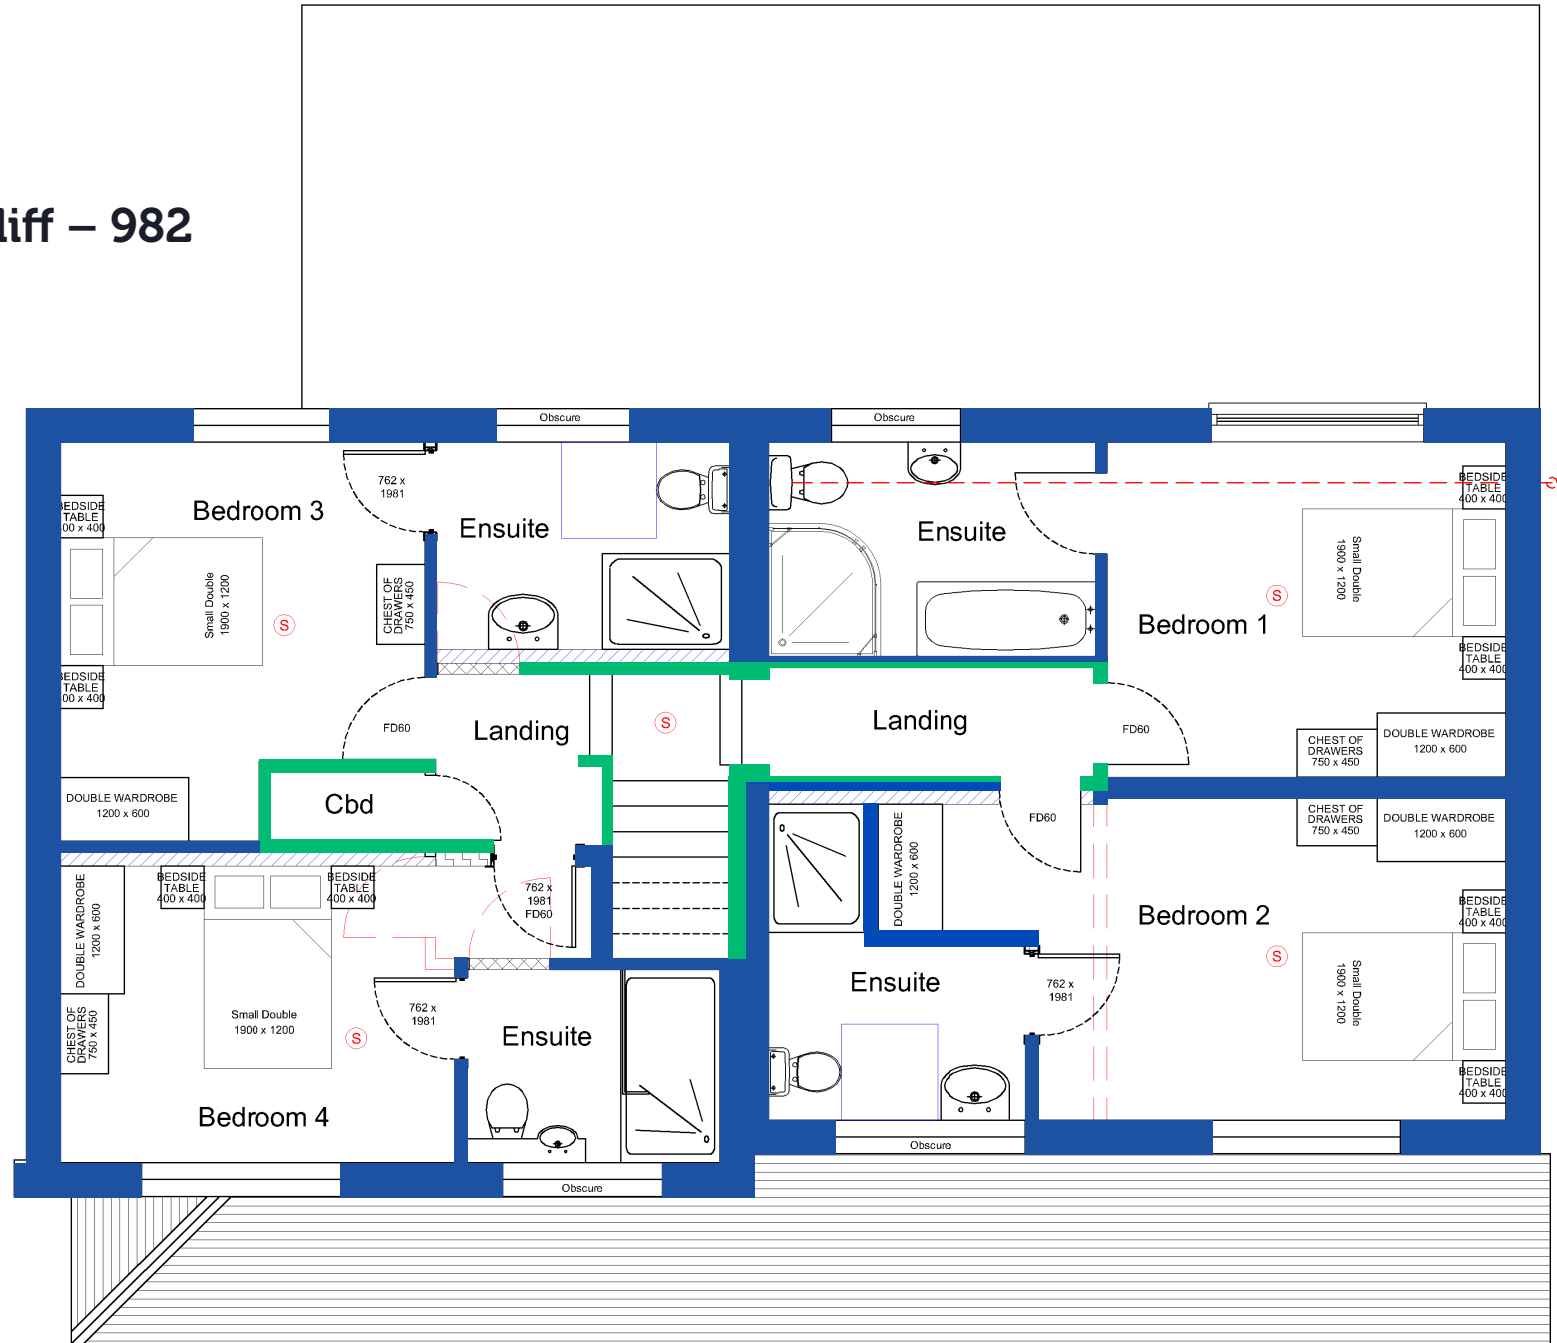 liff – 982
Obscure
Obscure
762 x
1981
Bedroom 3
Ensuite
Ensuite
BEDSIDE
TABLE
400 x 400
BEDSIDE
TABLE
400 x 400
Small Double
1900 x 1200
CHEST OF
DRAWERS
750 x 450
S
Small Double
1900 x 1200
S
Bedroom 1
BEDSIDE
TABLE
400 x 400
BEDSIDE
TABLE
400 x 400
FD60
Landing
S
Landing
FD60
CHEST OF
DRAWERS
750 x 450
DOUBLE WARDROBE
1200 x 600
DOUBLE WARDROBE
1200 x 600
Cbd
FD60
CHEST OF
DRAWERS
750 x 450
DOUBLE WARDROBE
1200 x 600
BEDSIDE
TABLE
400 x 400
BEDSIDE
TABLE
400 x 400
762 x
1981
FD60
DOUBLE WARDROBE
1200 x 600
DOUBLE WARDROBE
1200 x 600
Bedroom 2
BEDSIDE
TABLE
400 x 400
S
Small Double
1900 x 1200
Ensuite
762 x
1981
CHEST OF
DRAWERS
750 x 450
Small Double
1900 x 1200
S
762 x
1981
Ensuite
BEDSIDE
TABLE
400 x 400
Bedroom 4
Obscure
Obscure